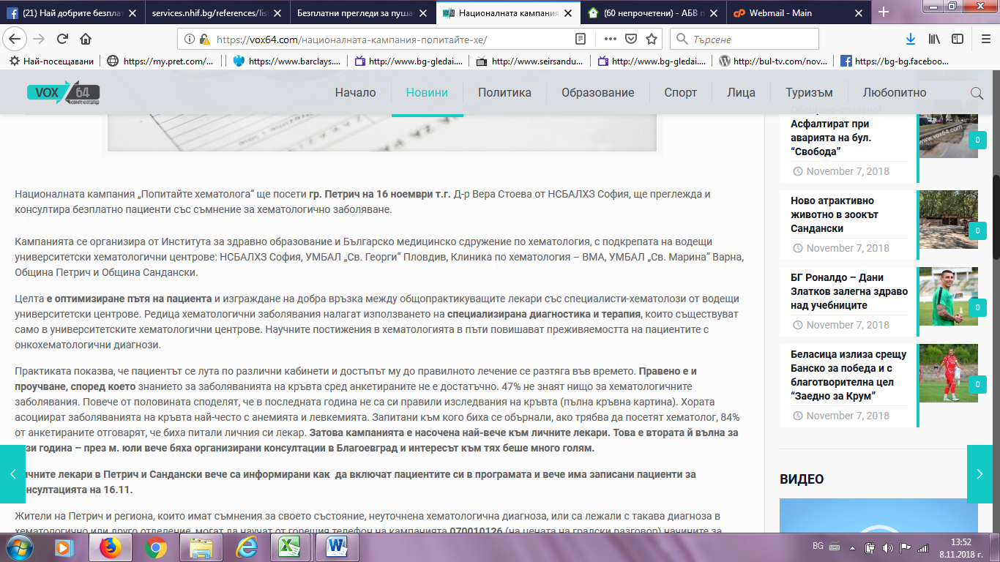 (21) Най добрите безпла
services.nhif.bg/references/lis
Безплатни прегледи за пуша
Националната кампания
(60 непрочетени) - АБВ п
Webmail - Main
https://vox64.com/националната-кампания-попитайте-хе/
Търсене
Най-посещавани
https://my.pret.com/...
https://www.barclays....
http://www.bg-gledai....
http://www.seirsandu...
http://www.bg-gledai....
http://bul-tv.com/nov...
https://bg-bg.faceboo...
VOX 64
Начало
Новини
Политика
Образование
Спорт
Лица
Туризъм
Любопитно
Националната кампания „Попитайте хематолога“ ще посети гр. Петрич на 16 ноември т.г. Д-р Вера Стоева от НСБАЛХЗ София, ще преглежда и
консултира безплатно пациенти със съмнение за хематологично заболяване.
Кампанията се организира от Института за здравно образование и Българско медицинско сдружение по хематология, с подкрепата на водещи
университетски хематологични центрове: НСБАЛХЗ София, УМБАЛ „Св. Георги“ Пловдив, Клиника по хематология – ВМА, УМБАЛ „Св. Марина“ Варна,
Община Петрич и Община Сандански.
Целта е оптимизиране пътя на пациента и изграждане на добра връзка между общопрактикуващите лекари със специалисти-хематолози от водещи
университетски центрове. Редица хематологични заболявания налагат използването на специализирана диагностика и терапия, които съществуват
само в университетските хематологични центрове. Научните постижения в хематологията в пъти повишават преживяемостта на пациентите с
онкохематологични диагнози.
Практиката показва, че пациентът се лута по различни кабинети и достъпът му до правилното лечение се разтяга във времето. Правено е и
проучване, според което знанието за заболяванията на кръвта сред анкетираните не е достатъчно. 47% не знаят нищо за хематологичните
заболявания. Повече от половината споделят, че в последната година не са си правили изследвания на кръвта (пълна кръвна картина). Хората
асоциират заболяванията на кръвта най-често с анемията и левкемията. Запитани към кого биха се обърнали, ако трябва да посетят хематолог, 84%
от анкетираните отговарят, че биха питали личния си лекар. Затова кампанията е насочена най-вече към личните лекари. Това е втората й вълна за
зи година – през м. юли вече бяха организирани консултации в Благоевград и интересът към тях беше много голям.
ичните лекари в Петрич и Сандански вече са информирани как да включат пациентите си в програмата и вече има записани пациенти за
онсултацията на 16.11.
Жители на Петрич и региона, които имат съмнения за своето състояние, неуточнена хематологична диагноза, или са лежали с такава диагноза в
хематологично или друго отделение, могат да научат от горещия телефон на кампанията 070010126 (на цената на градски разговор) начините за
Асфалтират при
аварията на бул.
“Свобода”
November 7, 2018
www.vox64.com
0
Ново атрактивно
животно в зоокът
Сандански
November 7, 2018
0
БГ Роналдо – Дани
Златков залегна здраво
над учебниците
November 7, 2018
0
Беласица излиза срещу
Банско за победа и с
благотворителна цел
“Заедно за Крум”
November 7, 2018
0
ВИДЕО
BG
13:52
8.11.2018 г.